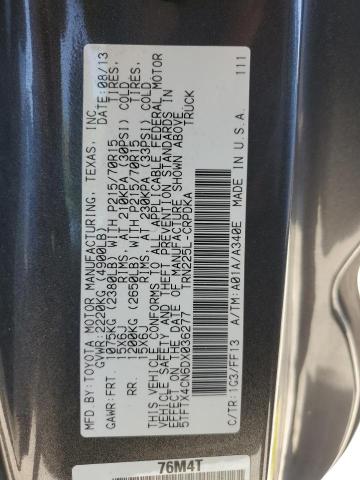 MFD. BY:
TOYOTA MOTOR MANUFACTURING, TEXAS, INC.
DATE: 08/13
GVWR: 2220KG (4900LB)
GAWR: FRT. 1075KG (2380LB) WITH P215/70R15 TIRES,
15X6J RIMS, AT 210KPA (30PSI) COLD
RR. 1200KG (2650LB) WITH P215/70R15 TIRES,
15X6J RIMS, AT 230KPA (33PSI) COLD
THIS VEHICLE CONFORMS TO ALL APPLICABLE FEDERAL MOTOR
VEHICLE SAFETY, BUMPER, AND THEFT PREVENTION STANDARDS
IN EFFECT ON THE DATE OF MANUFACTURE SHOWN ABOVE.
5TFTX4CN6DX036277 TRN225L-CRPDKA TRUCK
C/TR:1G3/FF13 A/TM:A01A/A340E MADE IN U.S.A. 111
76M4T